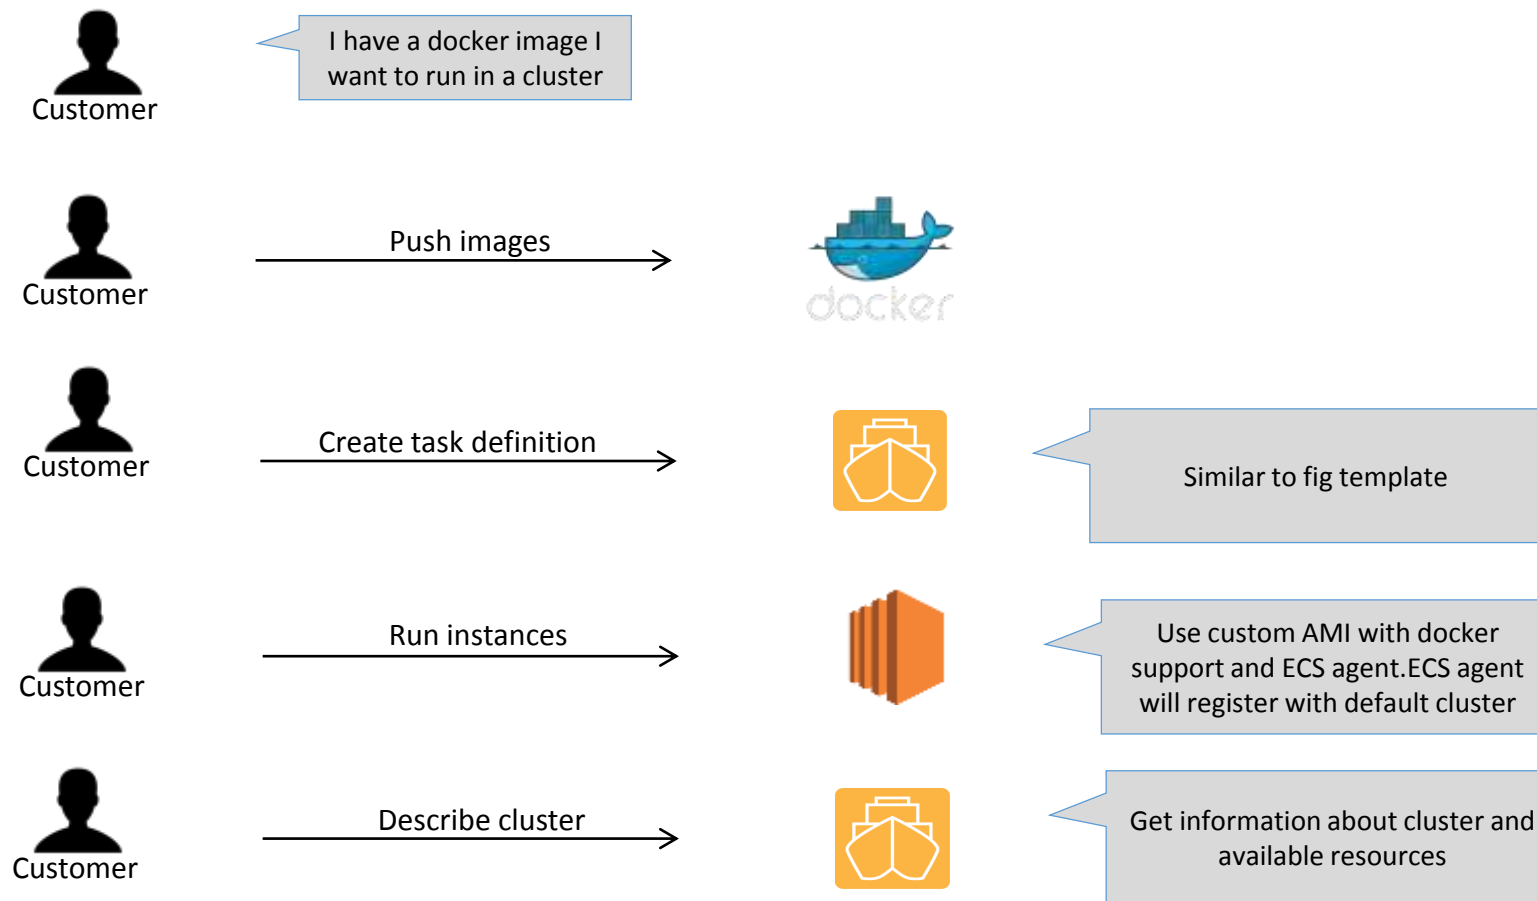 I have a docker image I
want to run in a cluster
Customer
Push images
docker
Customer
Create task definition
Similar to fig template
Customer
Run instances
Use custom AMI with docker
support and ECS agent.ECS agent
will register with default cluster
Customer
Describe cluster
Get information about cluster and
available resources
Customer